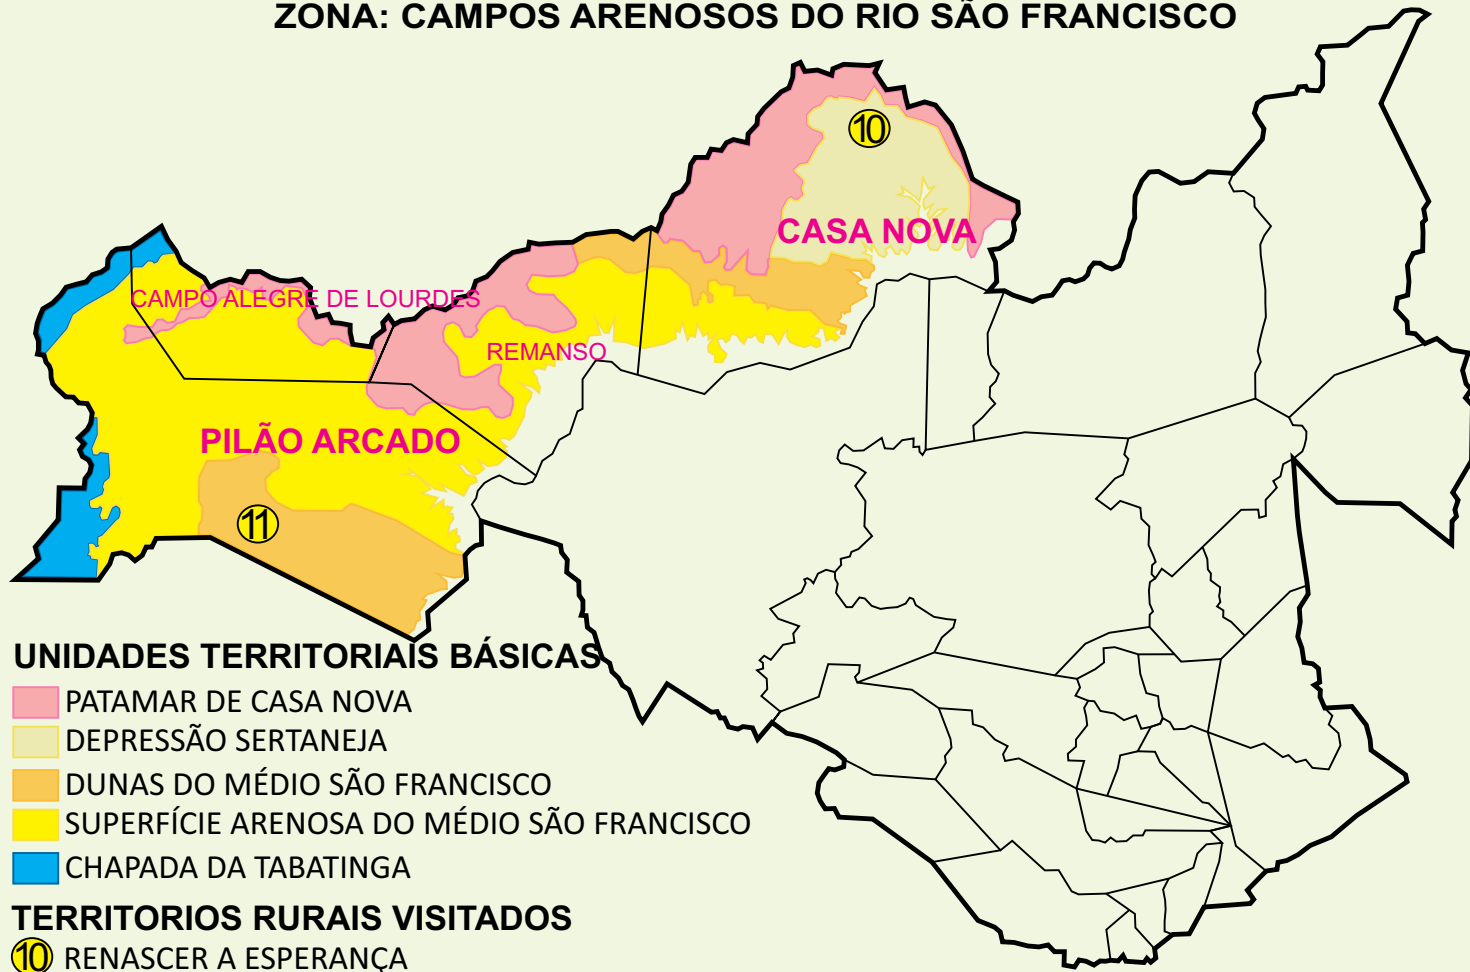 ZONA: CAMPOS ARENOSOS DO RIO SÃO FRANCISCO
10
CASA NOVA
CAMPO ALEGRE DE LOURDES
REMANSO
PILÃO ARCADO
11
UNIDADES TERRITORIAIS BÁSICAS
PATAMAR DE CASA NOVA
DEPRESSÃO SERTANEJA
DUNAS DO MÉDIO SÃO FRANCISCO
SUPERFÍCIE ARENOSA DO MÉDIO SÃO FRANCISCO
CHAPADA DA TABATINGA
TERRITORIOS RURAIS VISITADOS
10 RENASCER A ESPERANÇA